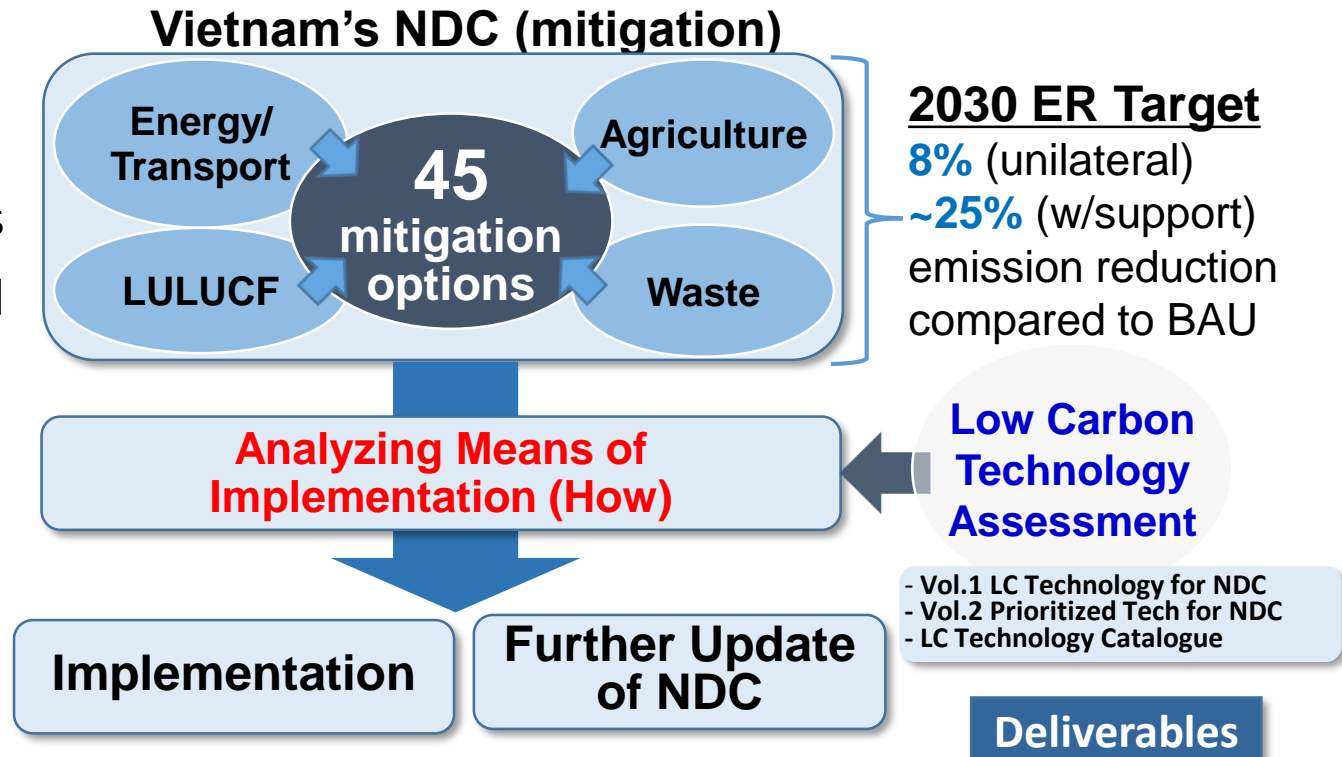 Vietnam's NDC (mitigation)
Energy/
Transport
Agriculture
45
mitigation
options
LULUCF
Waste
2030 ER Target
8% (unilateral)
~25% (w/support)
emission reduction
compared to BAU
Analyzing Means of
Implementation (How)
Low Carbon
Technology
Assessment
- Vol.1 LC Technology for NDC
- Vol.2 Prioritized Tech for NDC
- LC Technology Catalogue
Implementation
Further Update
of NDC
Deliverables